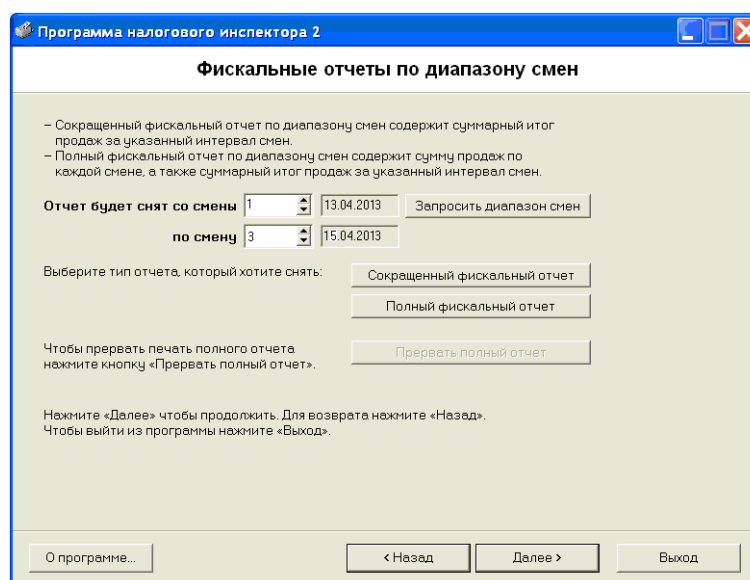 Программа налогового инспектора 2
Фискальные отчеты по диапазону смен
– Сокращенный фискальный отчет по диапазону смен содержит суммарный итог
продаж за указанный интервал смен.
– Полный фискальный отчет по диапазону смен содержит сумму продаж по
каждой смене, а также суммарный итог продаж за указанный интервал смен.
Отчет будет снят со смены 1 13.04.2013 Запросить диапазон смен
по смену 3 15.04.2013
Выберите тип отчета, который хотите снять: Сокращенный фискальный отчет
Полный фискальный отчет
Чтобы прервать печать полного отчета
нажмите кнопку «Прервать полный отчет». Прервать полный отчет
Нажмите «Далее» чтобы продолжить. Для возврата нажмите «Назад».
Чтобы выйти из программы нажмите «Выход».
О программе... < Назад Далее > Выход